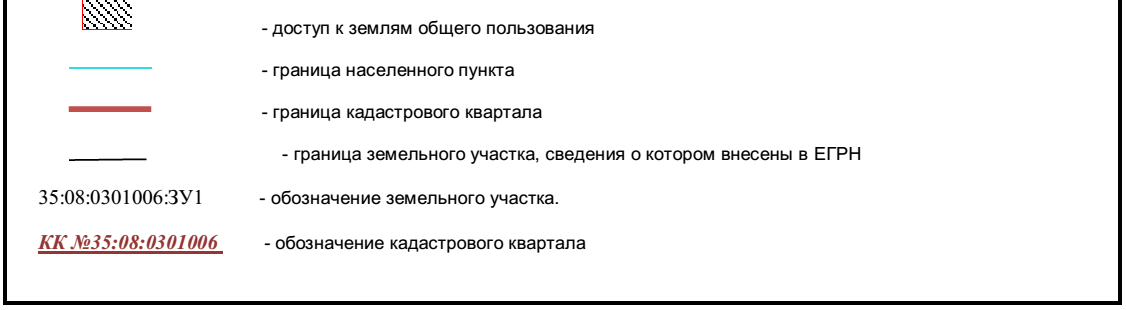 - доступ к землям общего пользования
- граница населенного пункта
- граница кадастрового квартала
- граница земельного участка, сведения о котором внесены в ЕГРН
35:08:0301006:ЗУ1 - обозначение земельного участка.
КК №35:08:0301006 - обозначение кадастрового квартала